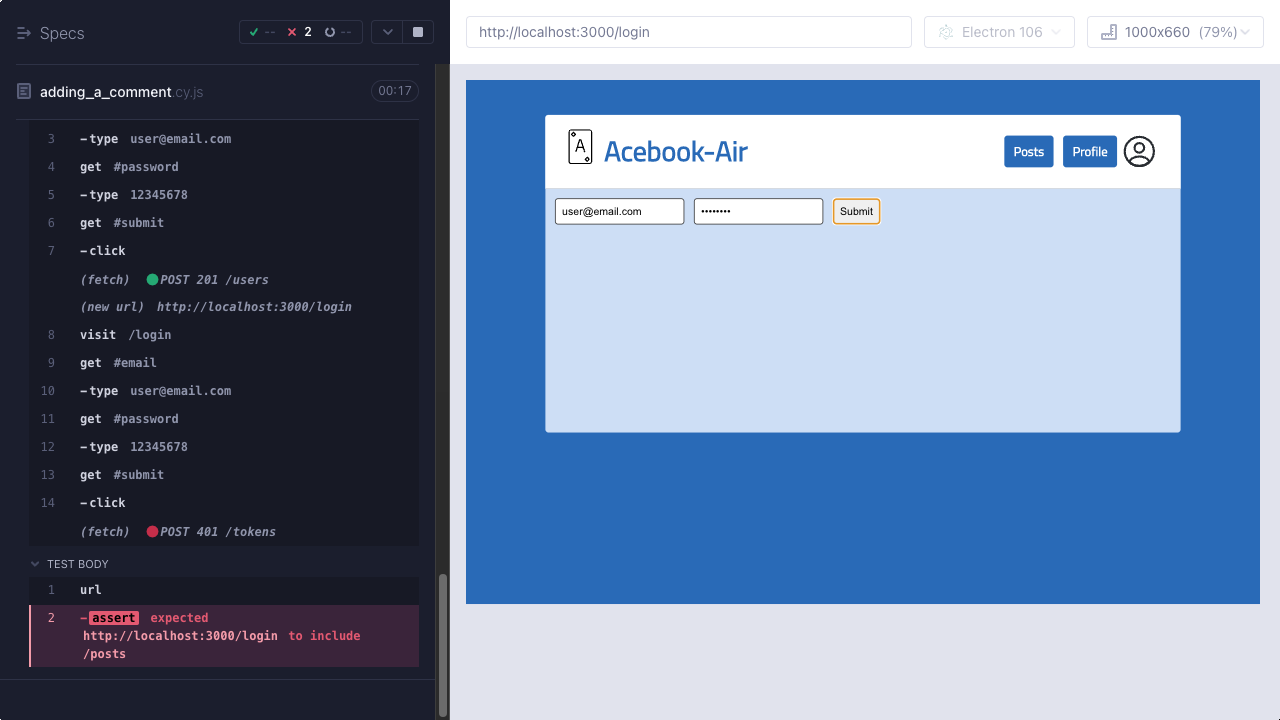 Specs
-- 2 --
adding_a_comment.cy.js 00:17
3 -type user@email.com
4 get #password
5 -type 12345678
6 get #submit
7 -click
(fetch) POST 201 /users
(new url) http://localhost:3000/login
8 visit /login
9 get #email
10 -type user@email.com
11 get #password
12 -type 12345678
13 get #submit
14 -click
(fetch) POST 401 /tokens
TEST BODY
1 url
2 -assert expected
http://localhost:3000/login to include
/posts
http://localhost:3000/login
Electron 106
1000x660 (79%)
A
Acebook-Air
Posts
Profile
user@email.com
••••••••
Submit